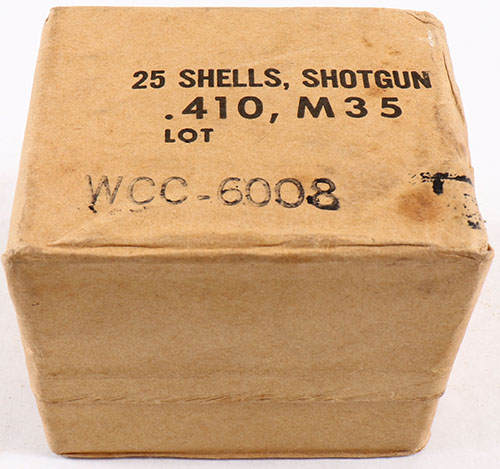 25 SHELLS, SHOTGUN
.410, M35
LOT
WCC-6008